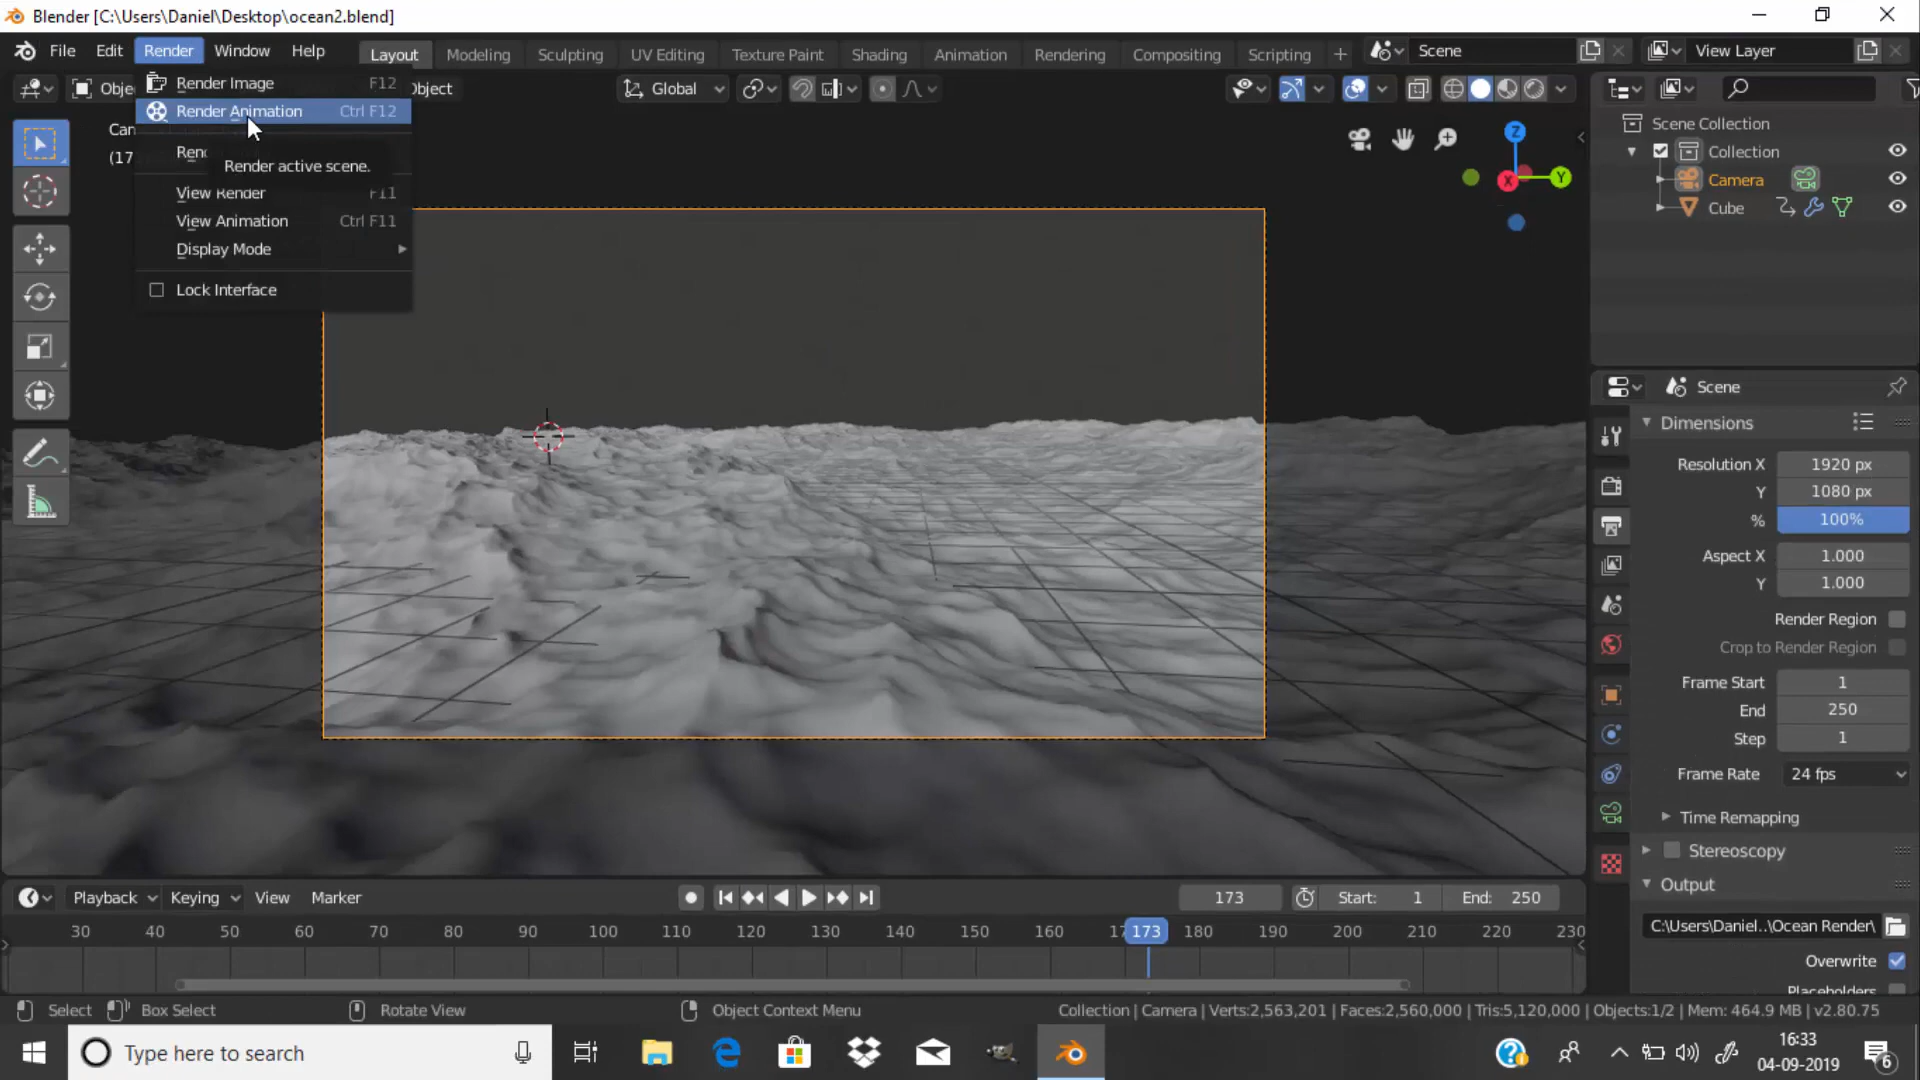 Blender [C:\Users\Daniel\Desktop\ocean2.blend]
File Edit Render Window Help Layout Modeling Sculpting UV Editing Texture Paint Shading Animation Rendering Compositing Scripting + Scene View Layer
Render Image F12
Render Animation Ctrl F12
Render active scene.
View Render F11
View Animation Ctrl F11
Display Mode
Lock Interface
Obje
Object
Global
(17
Z
Y
X
Scene Collection
Collection
Camera
Cube
Scene
Dimensions
Resolution X 1920 px
Y 1080 px
% 100%
Aspect X 1.000
Y 1.000
Render Region
Crop to Render Region
Frame Start 1
End 250
Step 1
Frame Rate 24 fps
Time Remapping
Stereoscopy
Output
C:\Users\Daniel..\Ocean Render\
Overwrite
Placeholders
Playback Keying View Marker 173 Start: 1 End: 250
30 40 50 60 70 80 90 100 110 120 130 140 150 160 17 173 180 190 200 210 220 230
Select Box Select Rotate View Object Context Menu Collection | Camera | Verts:2,563,201 | Faces:2,560,000 | Tris:5,120,000 | Objects:1/2 | Mem: 464.9 MB | v2.80.75
Type here to search
16:33
04-09-2019
6